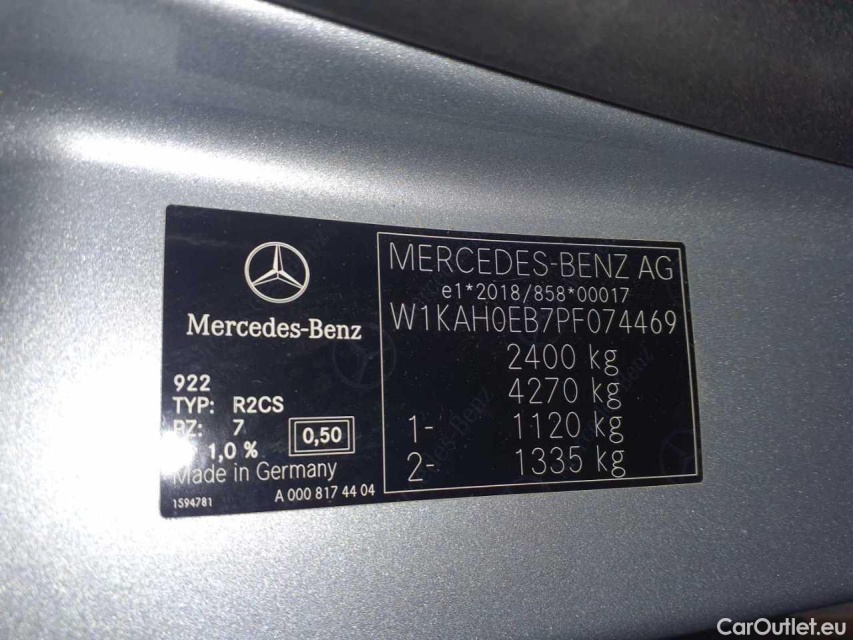 Mercedes-Benz
922
TYP: R2CS
PZ: 7
1,0 %
0,50
Made in Germany
1594781
A 000 817 44 04
MERCEDES-BENZ AG
e1*2018/858*00017
W1KAH0EB7PF074469
2400 kg
4270 kg
1- 1120 kg
2- 1335 kg
CarOutlet.eu